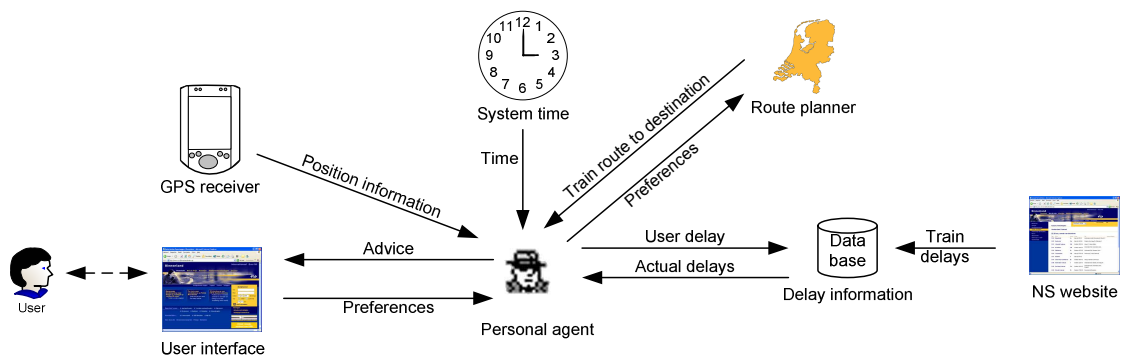 12
11
1
10
2
9
3
8
4
7
5
6
System time
Route planner
Time
Train route to destination
Preferences
GPS receiver
Position information
User delay
Data
base
Train
delays
Advice
Actual delays
Preferences
Delay information
NS website
User
Personal agent
User interface